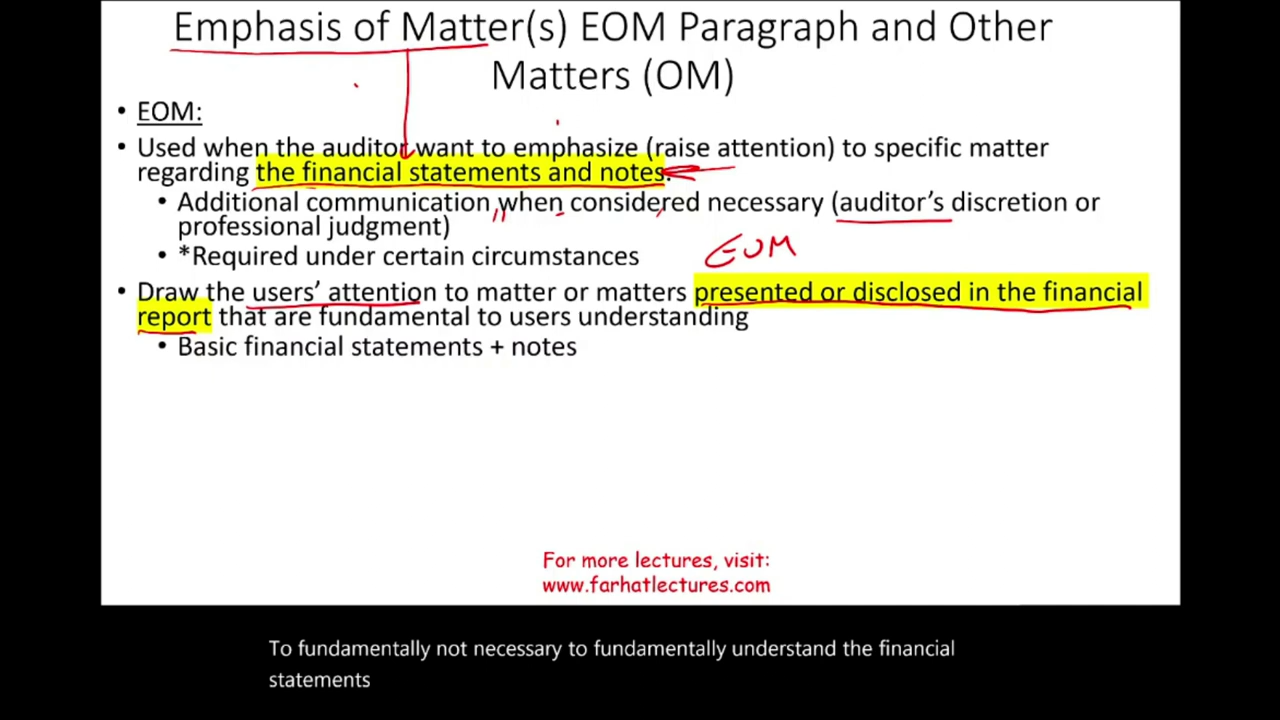 Emphasis of Matter(s) EOM Paragraph and Other
Matters (OM)
• EOM:
• Used when the auditor want to emphasize (raise attention) to specific matter
regarding the financial statements and notes.
• Additional communication when considered necessary (auditor's discretion or
professional judgment)
• *Required under certain circumstances
EOM
• Draw the users' attention to matter or matters presented or disclosed in the financial
report that are fundamental to users understanding
• Basic financial statements + notes
For more lectures, visit:
www.farhatlectures.com
To fundamentally not necessary to fundamentally understand the financial
statements